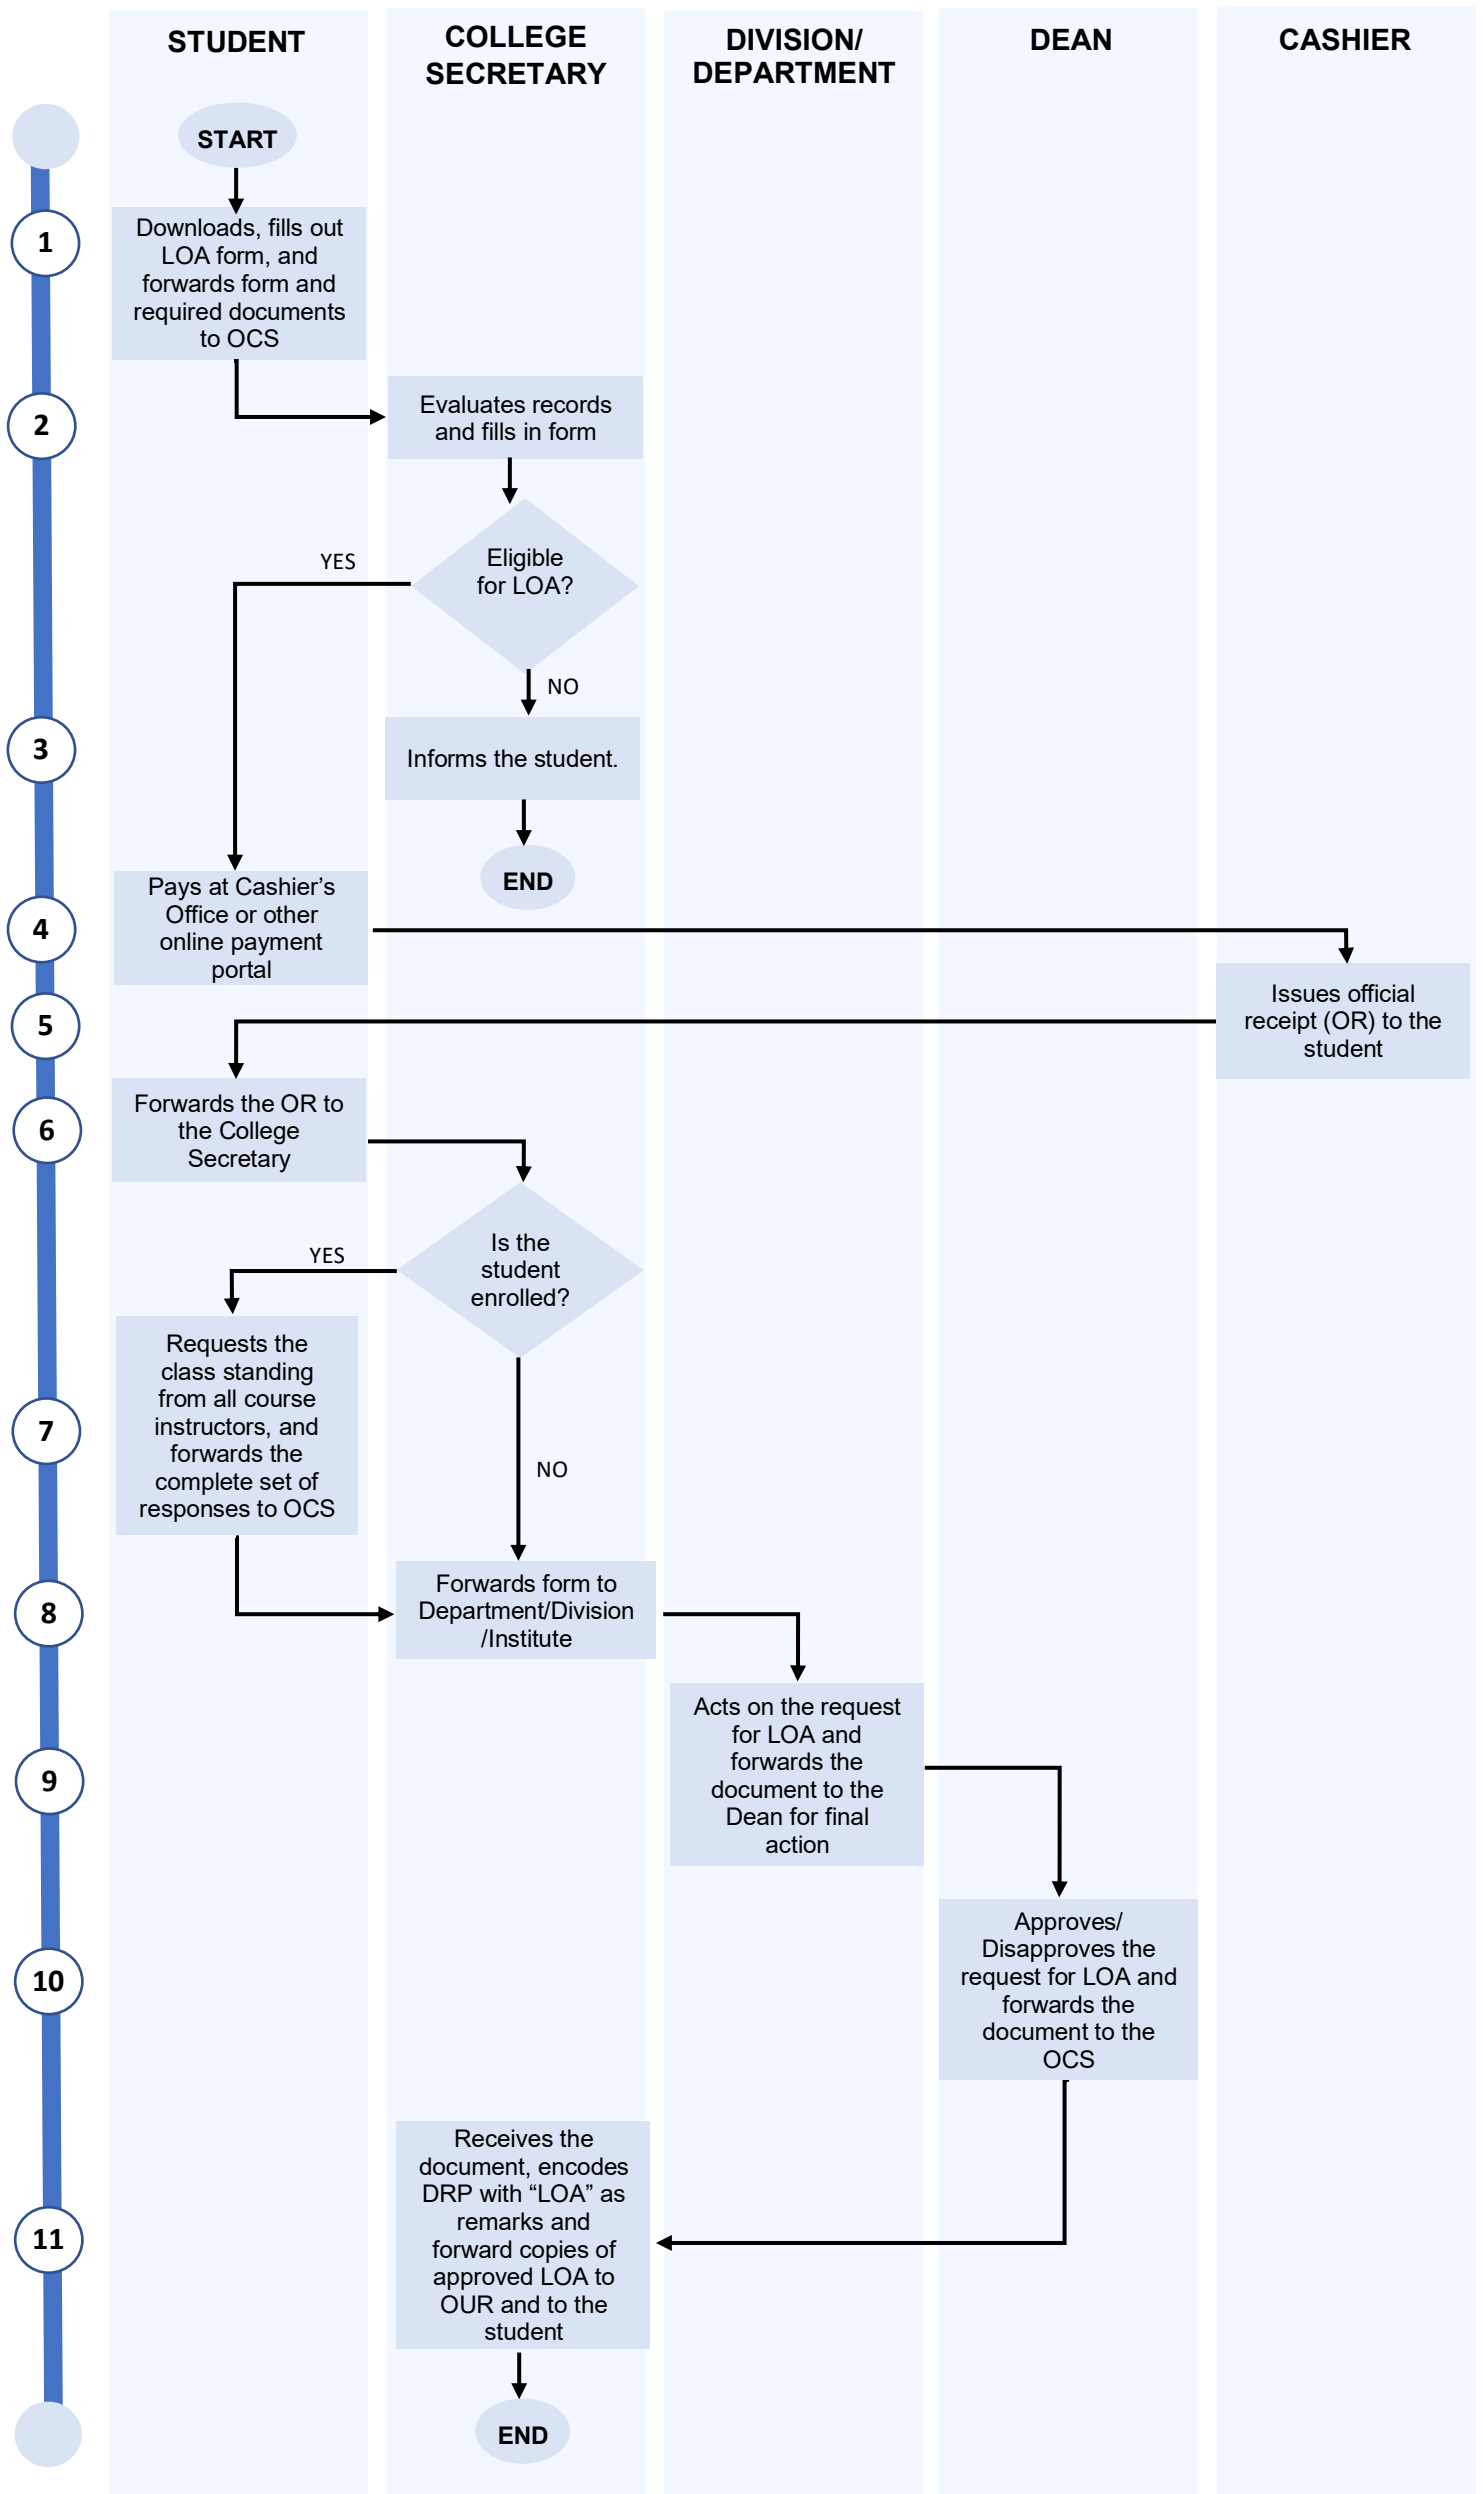 STUDENT
COLLEGE
SECRETARY
DIVISION/
DEPARTMENT
DEAN
CASHIER
START
1
Downloads, fills out
LOA form, and
forwards form and
required documents
to OCS
2
Evaluates records
and fills in form
Eligible
for LOA?
YES
NO
3
Informs the student.
END
4
Pays at Cashier’s
Office or other
online payment
portal
5
Issues official
receipt (OR) to the
student
6
Forwards the OR to
the College
Secretary
Is the
student
enrolled?
YES
7
Requests the
class standing
from all course
instructors, and
forwards the
complete set of
responses to OCS
NO
8
Forwards form to
Department/Division
/Institute
9
Acts on the request
for LOA and
forwards the
document to the
Dean for final
action
10
Approves/
Disapproves the
request for LOA and
forwards the
document to the
OCS
11
Receives the
document, encodes
DRP with “LOA” as
remarks and
forward copies of
approved LOA to
OUR and to the
student
END